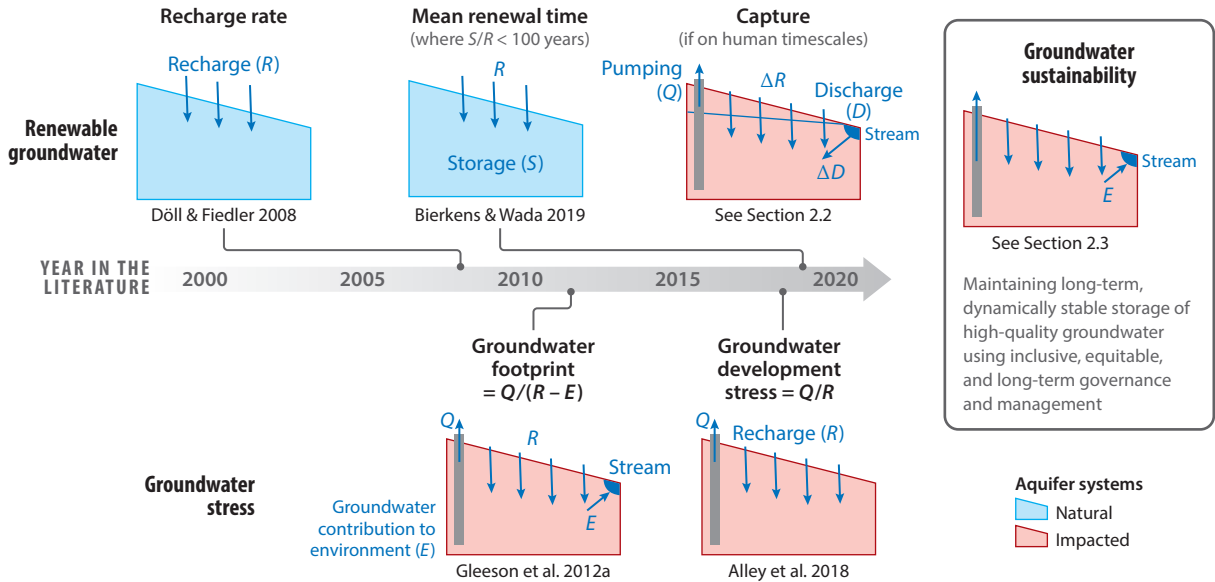 Recharge rate
Recharge (R)
Döll & Fiedler 2008
Mean renewal time
(where S/R < 100 years)
R
Storage (S)
Bierkens & Wada 2019
Capture
(if on human timescales)
Pumping
(Q)
ΔR
Discharge
(D)
Stream
ΔD
See Section 2.2
Renewable
groundwater
Groundwater
sustainability
Stream
E
See Section 2.3
Maintaining long-term,
dynamically stable storage of
high-quality groundwater
using inclusive, equitable,
and long-term governance
and management
YEAR IN THE
LITERATURE
2000
2005
2010
2015
2020
Groundwater
footprint
= Q/(R – E)
Q
R
Stream
E
Groundwater
contribution to
environment (E)
Gleeson et al. 2012a
Groundwater
development
stress = Q/R
Q
Recharge (R)
Alley et al. 2018
Groundwater
stress
Aquifer systems
Natural
Impacted